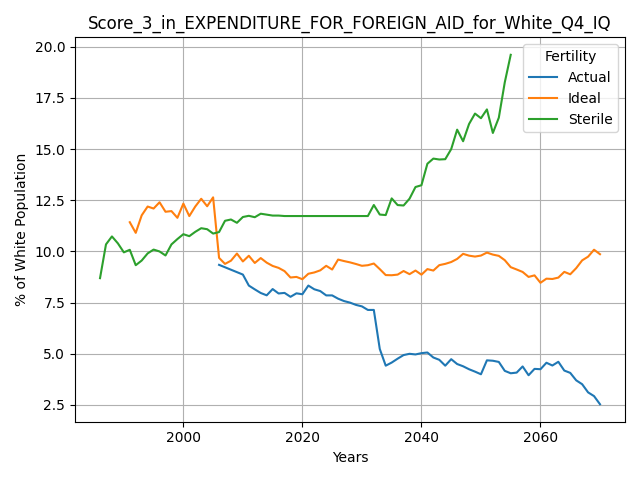 Score_3_in_EXPENDITURE_FOR_FOREIGN_AID_for_White_Q4_IQ
20.0
17.5
15.0
12.5
10.0
7.5
5.0
2.5
% of White Population
Fertility
Actual
Ideal
Sterile
2000
2020
2040
2060
Years